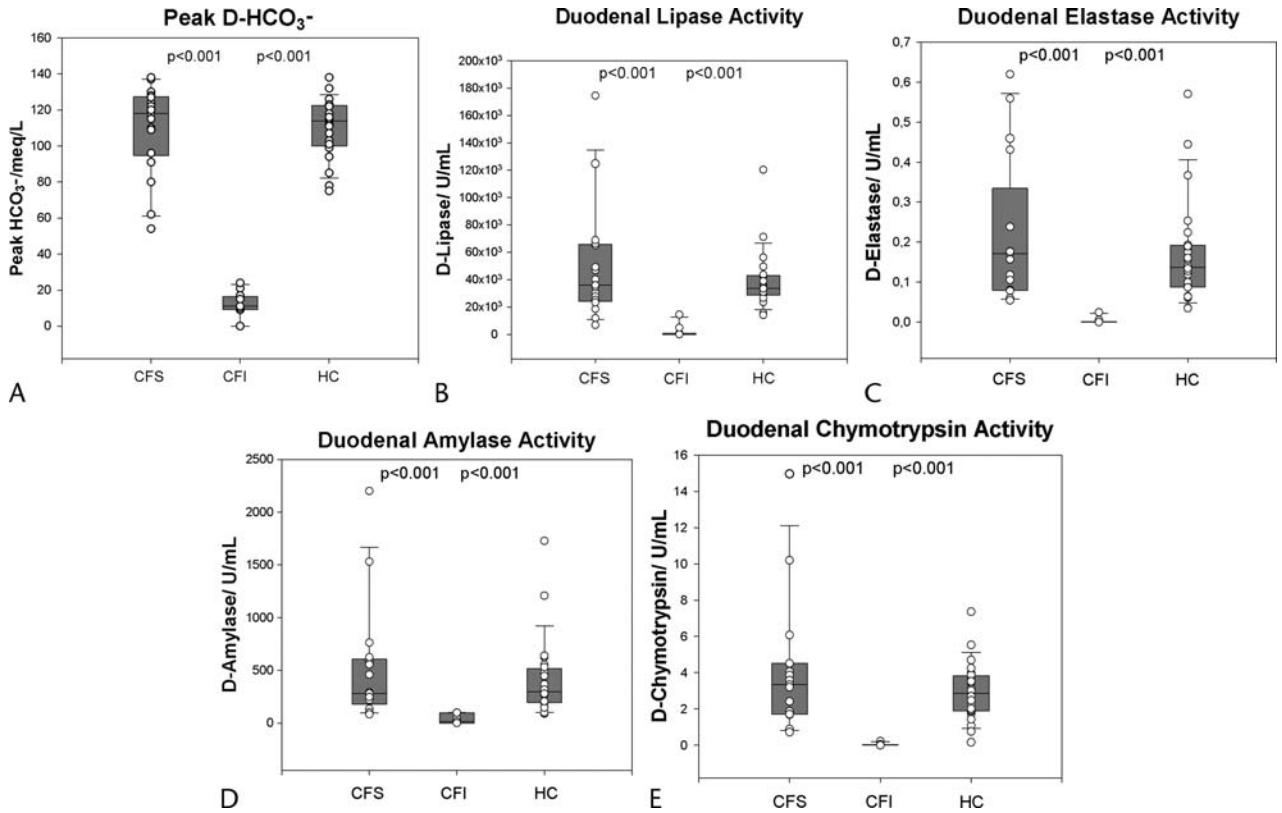 Peak D-HCO₃-
p<0.001 p<0.001
Peak HCO₃-/meq/L
160
140
120
100
80
60
40
20
0
CFS CFI HC
A
Duodenal Lipase Activity
p<0.001 p<0.001
D-Lipase/ U/mL
200x10³
180x10³
160x10³
140x10³
120x10³
100x10³
80x10³
60x10³
40x10³
20x10³
0
CFS CFI HC
B
Duodenal Elastase Activity
p<0.001 p<0.001
D-Elastase/ U/mL
0,7
0,6
0,5
0,4
0,3
0,2
0,1
0,0
CFS CFI HC
C
Duodenal Amylase Activity
p<0.001 p<0.001
D-Amylase/ U/mL
2500
2000
1500
1000
500
0
CFS CFI HC
D
Duodenal Chymotrypsin Activity
p<0.001 p<0.001
D-Chymotrypsin/ U/mL
16
14
12
10
8
6
4
2
0
CFS CFI HC
E